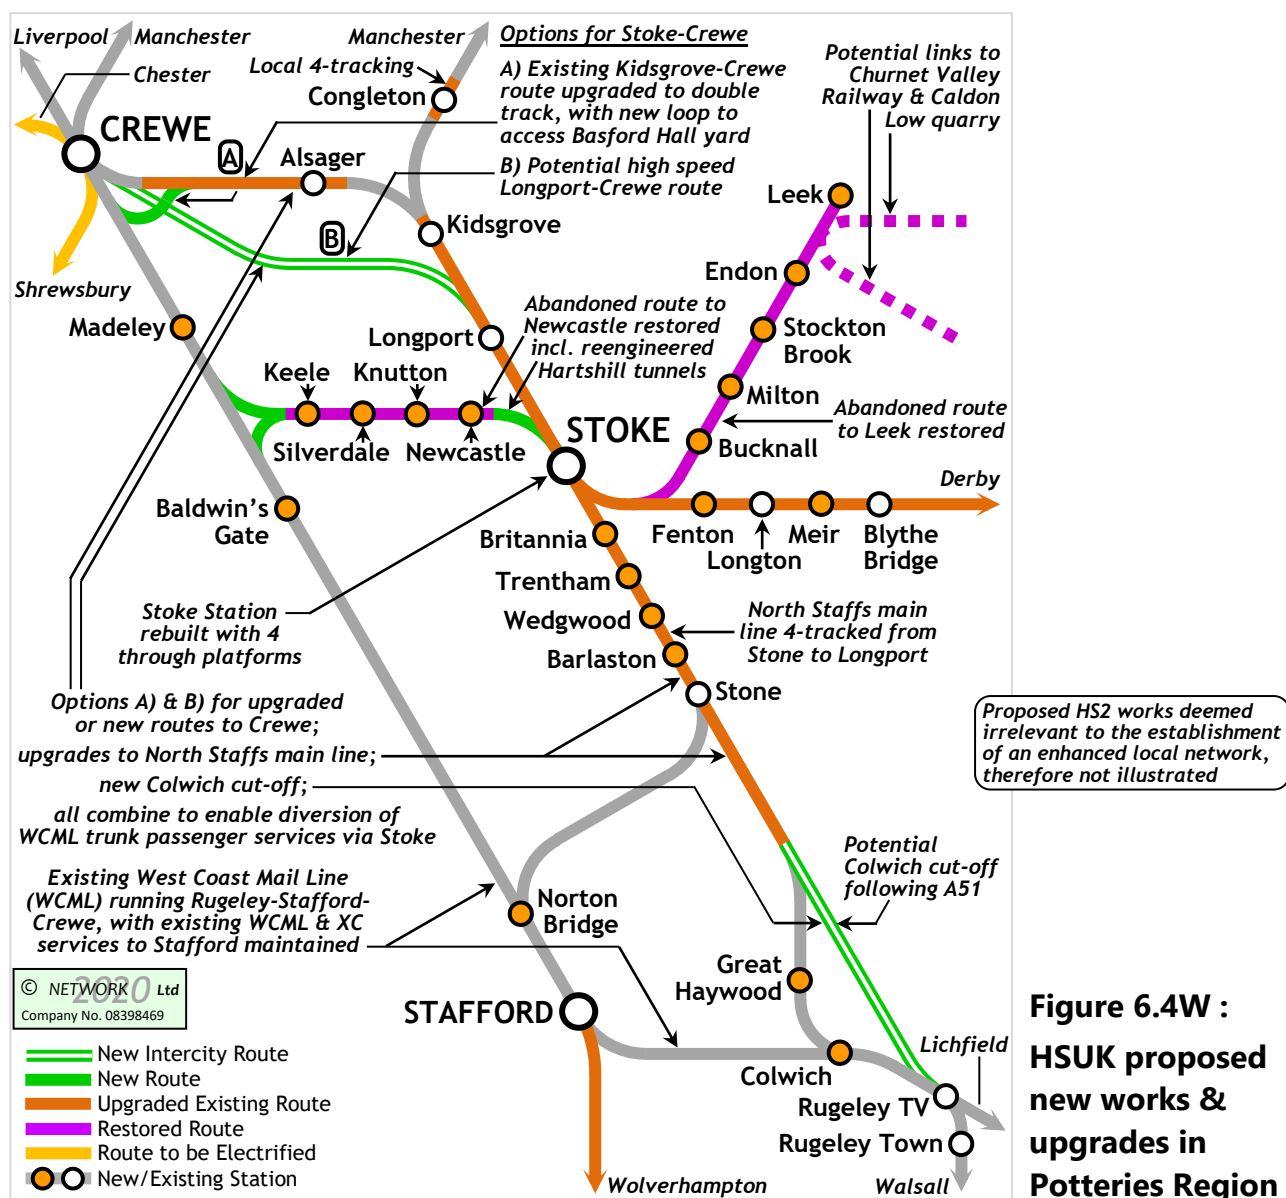 Liverpool
Manchester
Chester
Manchester
Local 4-tracking
Congleton
CREWE
A
Alsager
Options for Stoke-Crewe
A) Existing Kidsgrove-Crewe
route upgraded to double
track, with new loop to
access Basford Hall yard
B) Potential high speed
Longport-Crewe route
Potential links to
Churnet Valley
Railway & Caldon
Low quarry
Leek
Kidsgrove
B
Endon
Shrewsbury
Madeley
Longport
Abandoned route to
Newcastle restored
incl. reengineered
Hartshill tunnels
Stockton
Brook
Keele
Knutton
Milton
Silverdale
Newcastle
STOKE
Abandoned route
to Leek restored
Bucknall
Derby
Baldwin's
Gate
Britannia
Fenton
Longton
Meir
Blythe
Bridge
Trentham
Stoke Station
rebuilt with 4
through platforms
Wedgwood
North Staffs main
line 4-tracked from
Stone to Longport
Barlaston
Stone
Options A) & B) for upgraded
or new routes to Crewe;
upgrades to North Staffs main line;
new Colwich cut-off;
all combine to enable diversion of
WCML trunk passenger services via Stoke
Proposed HS2 works deemed
irrelevant to the establishment
of an enhanced local network,
therefore not illustrated
Existing West Coast Mail Line
(WCML) running Rugeley-Stafford-
Crewe, with existing WCML & XC
services to Stafford maintained
Norton
Bridge
Potential
Colwich cut-off
following A51
Great
Haywood
STAFFORD
Colwich
Lichfield
Rugeley TV
Rugeley Town
Wolverhampton
Walsall
© NETWORK 2020 Ltd
Company No. 08398469
New Intercity Route
New Route
Upgraded Existing Route
Restored Route
Route to be Electrified
New/Existing Station
Figure 6.4W :
HSUK proposed
new works &
upgrades in
Potteries Region